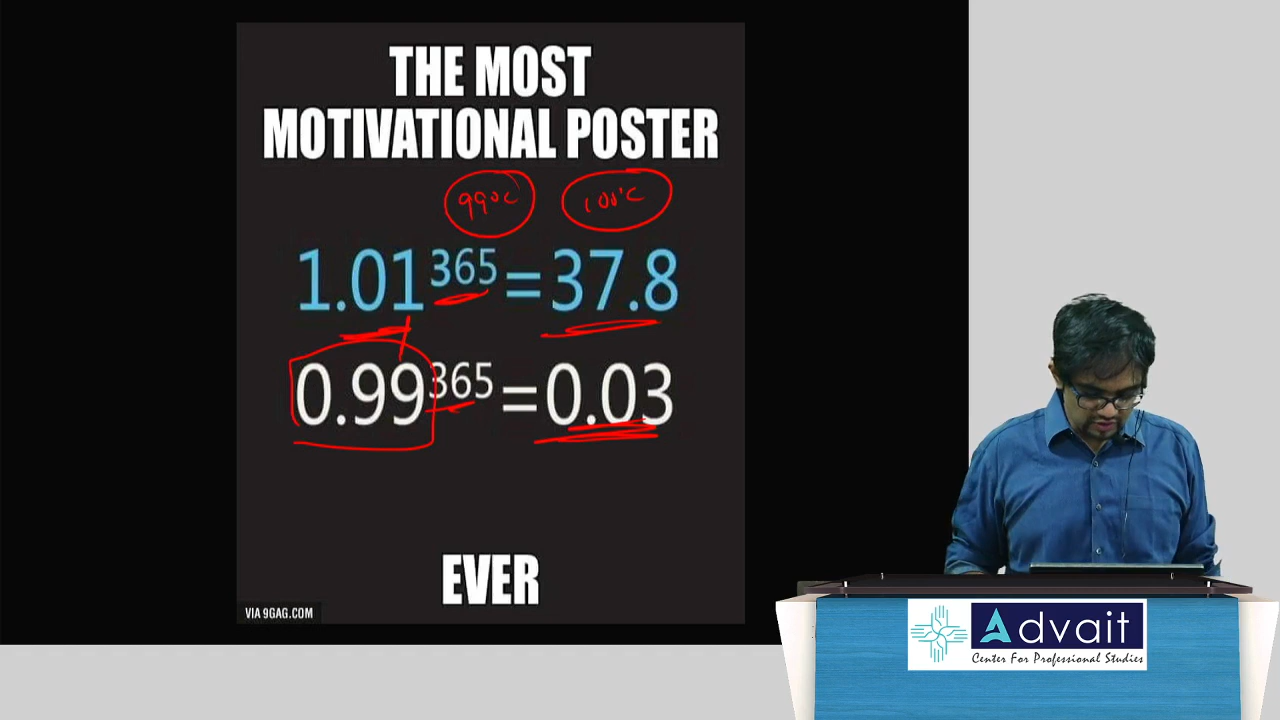 THE MOST
MOTIVATIONAL POSTER
99°C 100°C
1.01³⁶⁵ = 37.8
0.99³⁶⁵ = 0.03
EVER
VIA 9GAG.COM
Advait
Center For Professional Studies